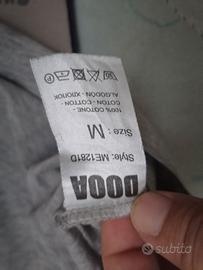 DOOA
Style: ME1281D
Size: M
100% COTONE-
COTON - COTTON -
ALGODON - ХЛОПОК
subito